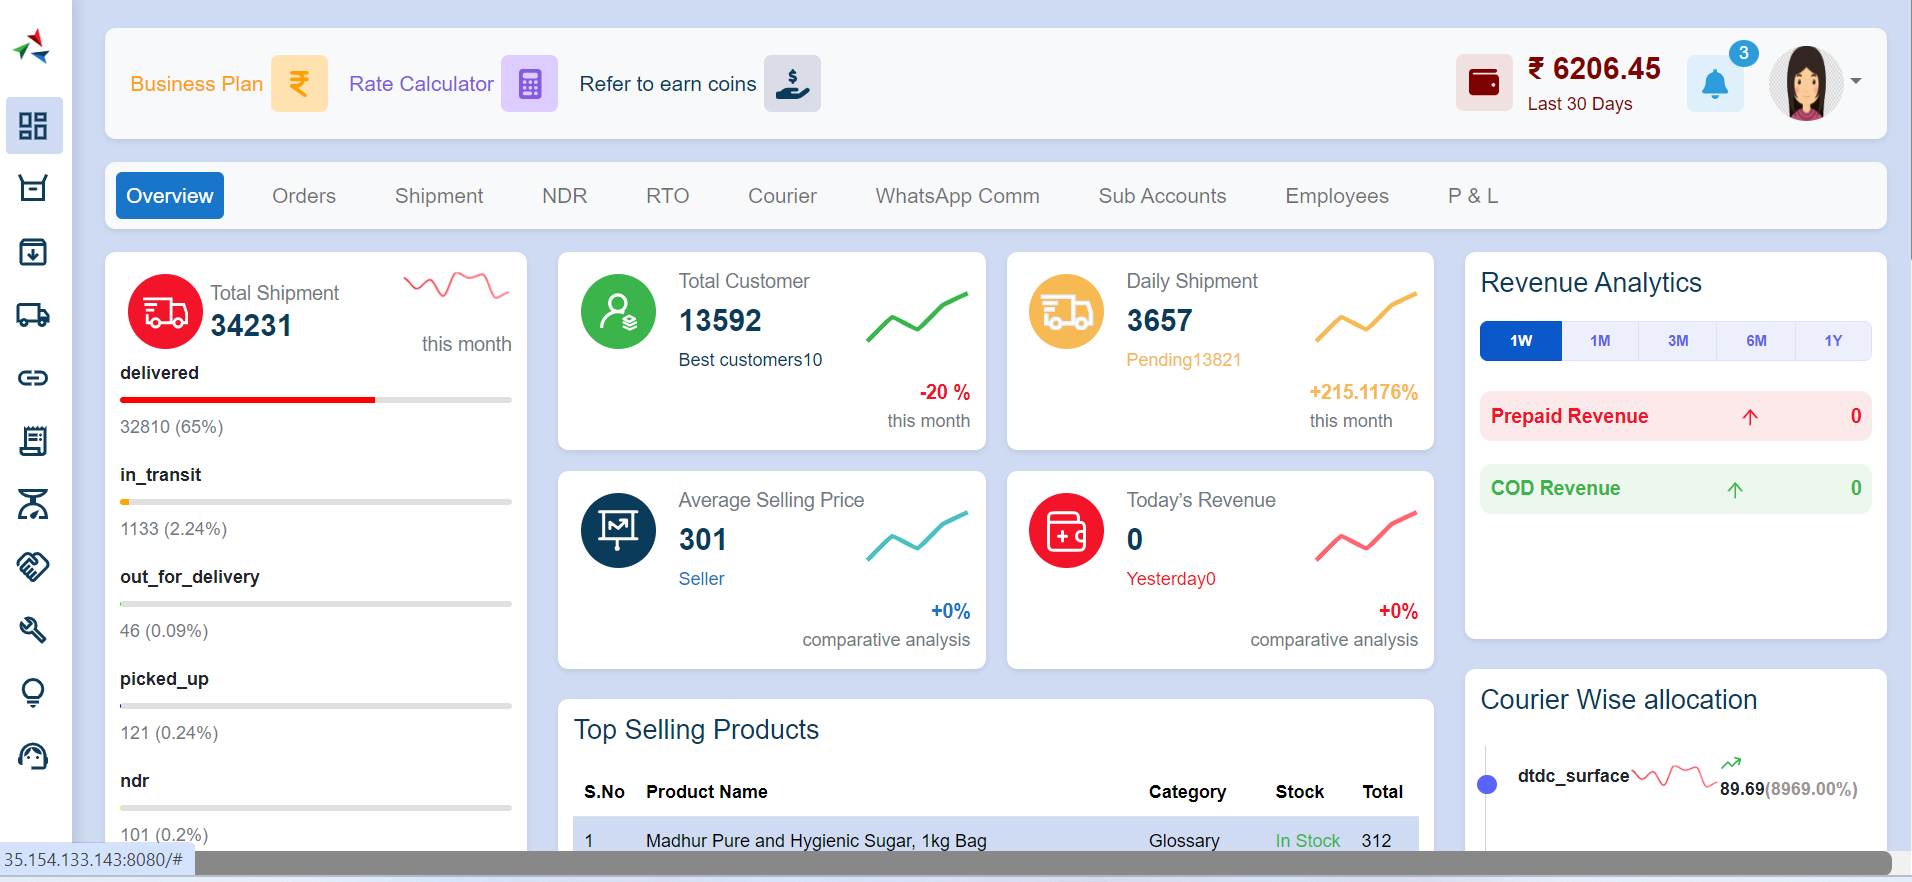 Business Plan
Rate Calculator
Refer to earn coins
₹ 6206.45
Last 30 Days
3
Overview
Orders
Shipment
NDR
RTO
Courier
WhatsApp Comm
Sub Accounts
Employees
P & L
Total Shipment
34231
this month
delivered
32810 (65%)
in_transit
1133 (2.24%)
out_for_delivery
46 (0.09%)
picked_up
121 (0.24%)
ndr
101 (0.2%)
Total Customer
13592
Best customers10
-20 %
this month
Daily Shipment
3657
Pending13821
+215.1176%
this month
Average Selling Price
301
Seller
+0%
comparative analysis
Today’s Revenue
0
Yesterday0
+0%
comparative analysis
Top Selling Products
S.No Product Name Category Stock Total
1 Madhur Pure and Hygienic Sugar, 1kg Bag Glossary In Stock 312
Revenue Analytics
1W 1M 3M 6M 1Y
Prepaid Revenue 0
COD Revenue 0
Courier Wise allocation
dtdc_surface
89.69(8969.00%)
35.154.133.143:8080/#